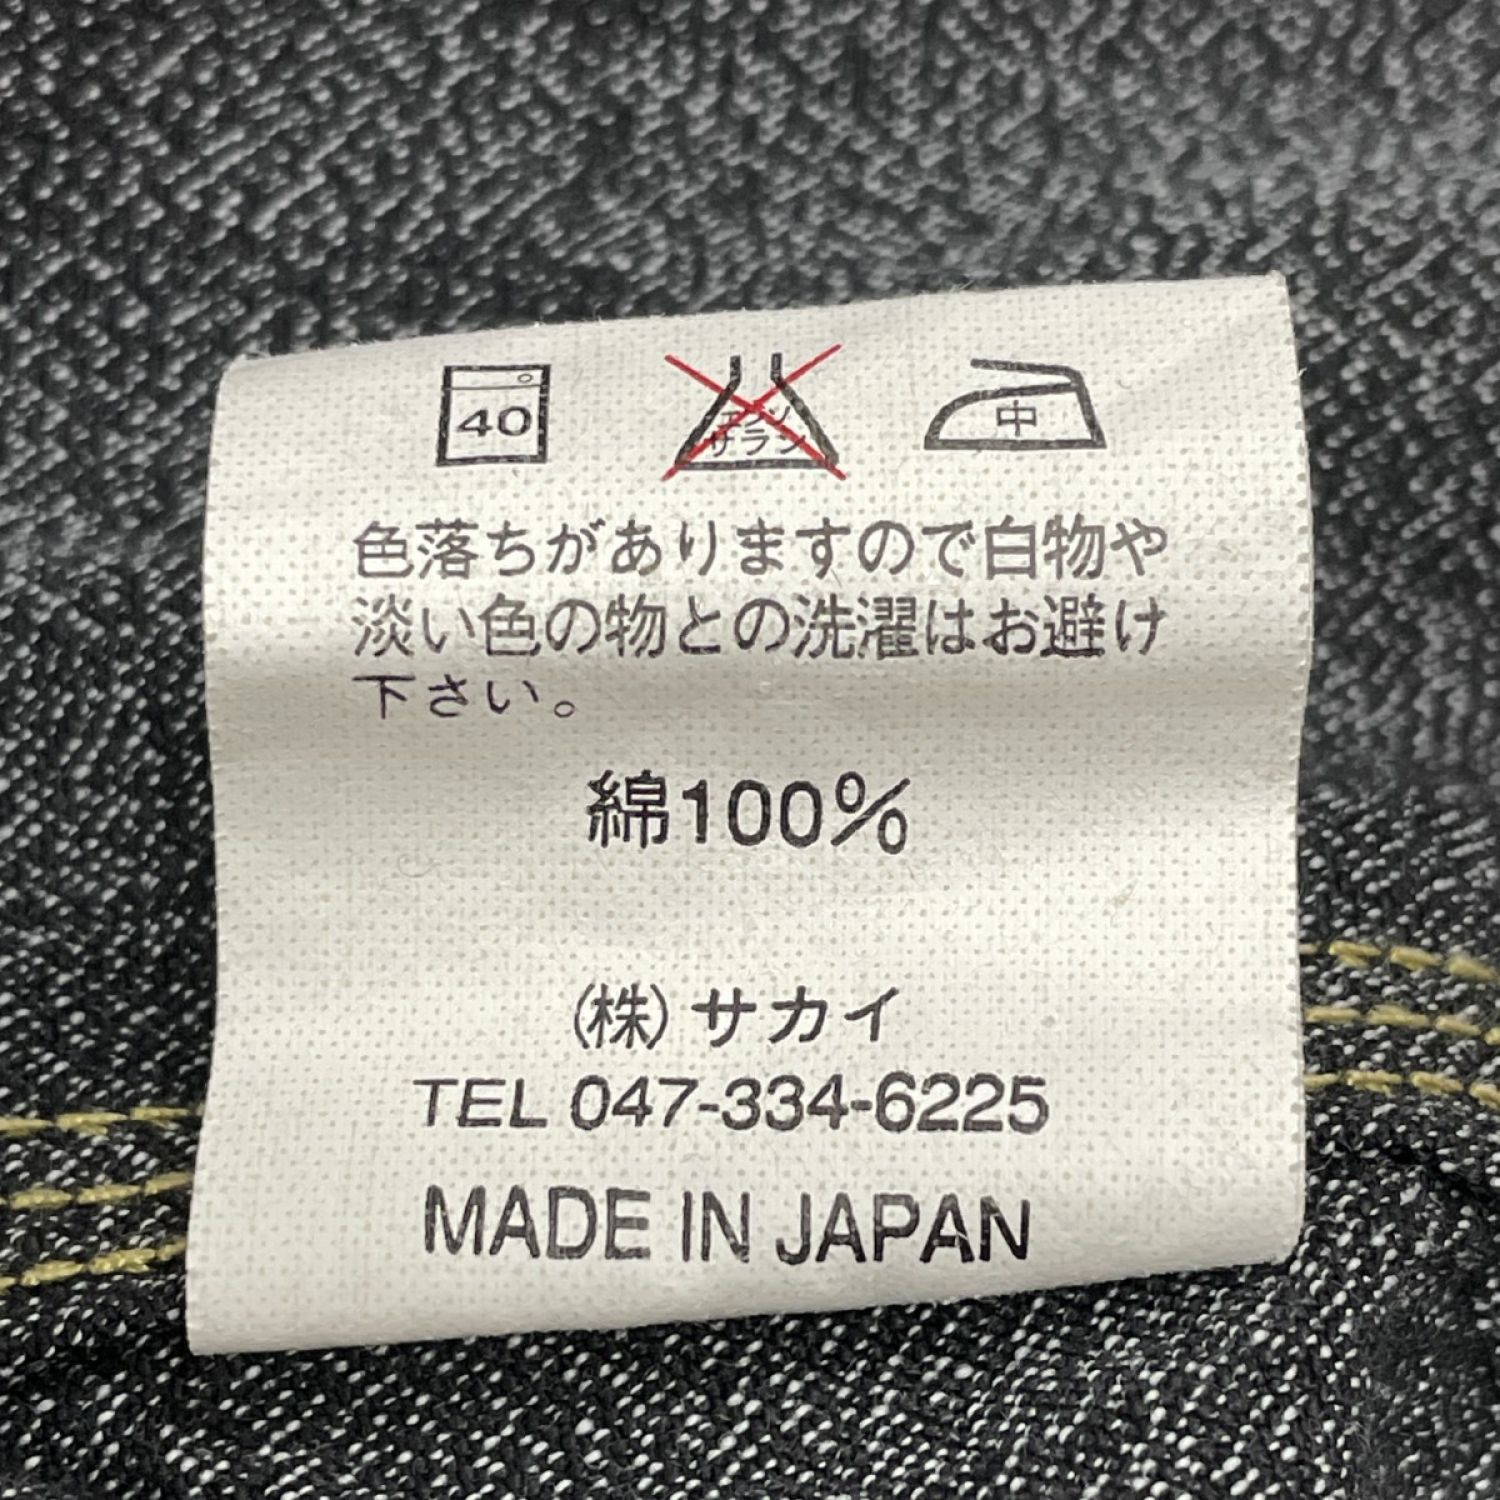 40 エンソ サラシ 中
色落ちがありますので白物や
淡い色の物との洗濯はお避け
下さい。
綿100%
(株)サカイ
TEL 047-334-6225
MADE IN JAPAN